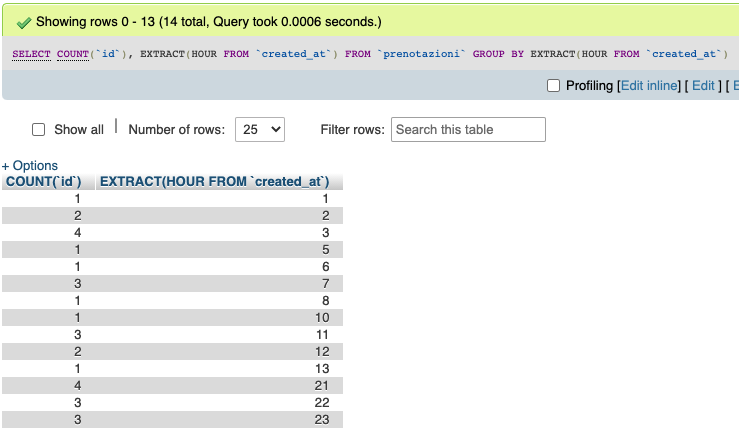 Showing rows 0 - 13 (14 total, Query took 0.0006 seconds.)
SELECT COUNT(`id`), EXTRACT(HOUR FROM `created_at`) FROM `prenotazioni` GROUP BY EXTRACT(HOUR FROM `created_at`)
Profiling [Edit inline] [ Edit ] [ E
Show all | Number of rows: 25 Filter rows: Search this table
+ Options
COUNT(`id`) EXTRACT(HOUR FROM `created_at`)
1 1
2 2
4 3
1 5
1 6
3 7
1 8
1 10
3 11
2 12
1 13
4 21
3 22
3 23